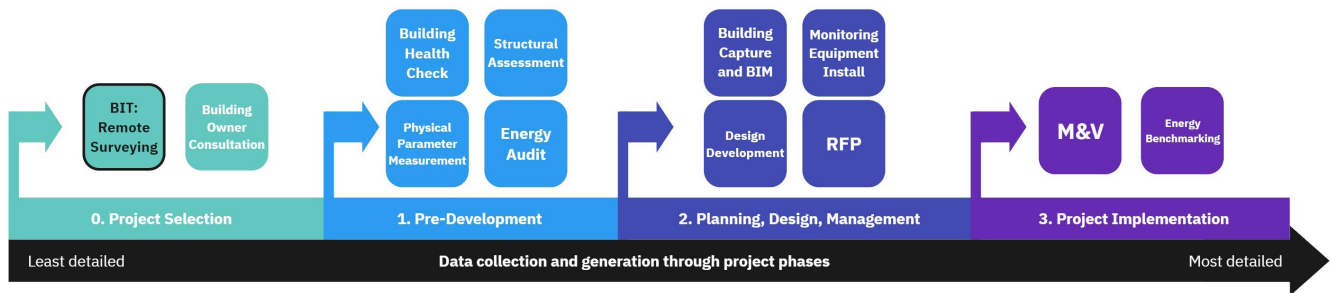 BIT:
Remote
Surveying
Building
Owner
Consultation
0. Project Selection
Building
Health
Check
Structural
Assessment
Physical
Parameter
Measurement
Energy
Audit
1. Pre-Development
Building
Capture
and BIM
Monitoring
Equipment
Install
Design
Development
RFP
2. Planning, Design, Management
M&V
Energy
Benchmarking
3. Project Implementation
Least detailed
Data collection and generation through project phases
Most detailed